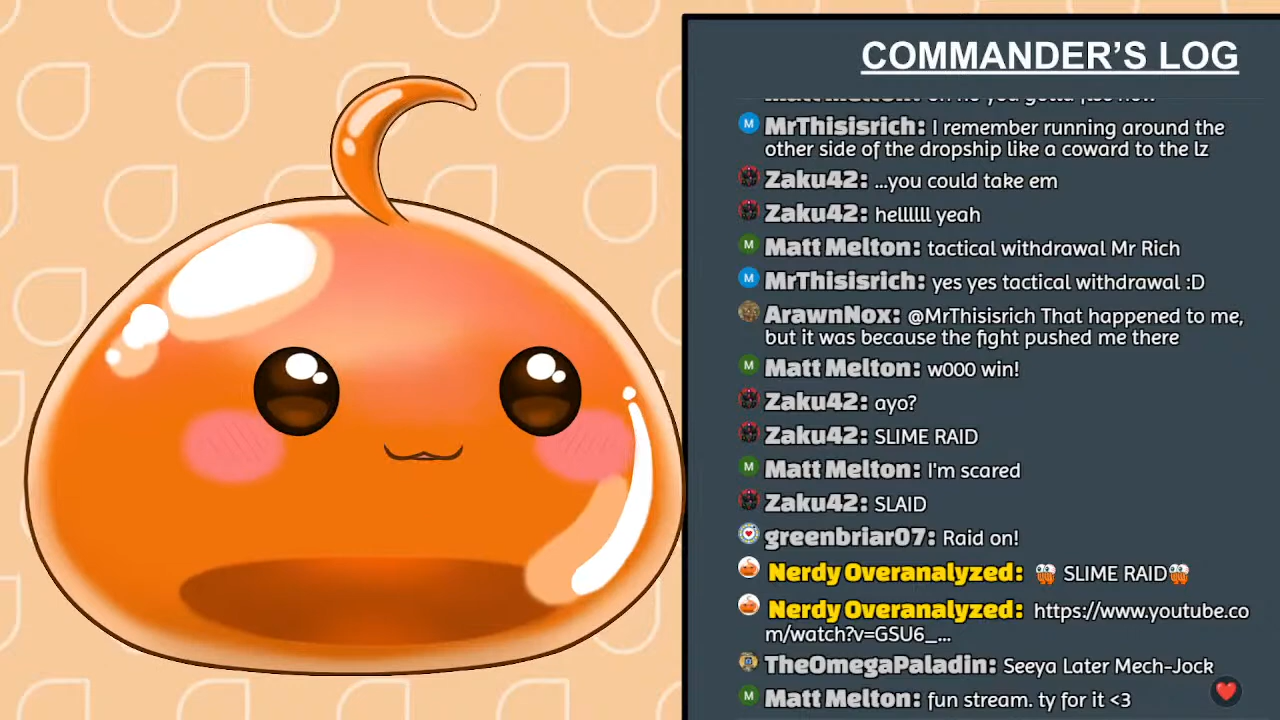 COMMANDER'S LOG
MrThisisrich: I remember running around the
other side of the dropship like a coward to the lz
Zaku42: ...you could take em
Zaku42: hellllll yeah
Matt Melton: tactical withdrawal Mr Rich
MrThisisrich: yes yes tactical withdrawal :D
ArawnNox: @MrThisisrich That happened to me,
but it was because the fight pushed me there
Matt Melton: w000 win!
Zaku42: ayo?
Zaku42: SLIME RAID
Matt Melton: I'm scared
Zaku42: SLAID
greenbriar07: Raid on!
Nerdy Overanalyzed: SLIME RAID
Nerdy Overanalyzed: https://www.youtube.co
m/watch?v=GSU6_...
TheOmegaPaladin: Seeya Later Mech-Jock
Matt Melton: fun stream. ty for it <3